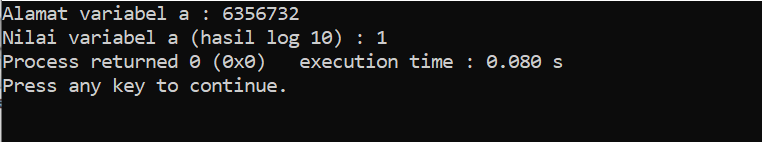 Alamat variabel a : 6356732
Nilai variabel a (hasil log 10) : 1
Process returned 0 (0x0)   execution time : 0.080 s
Press any key to continue.